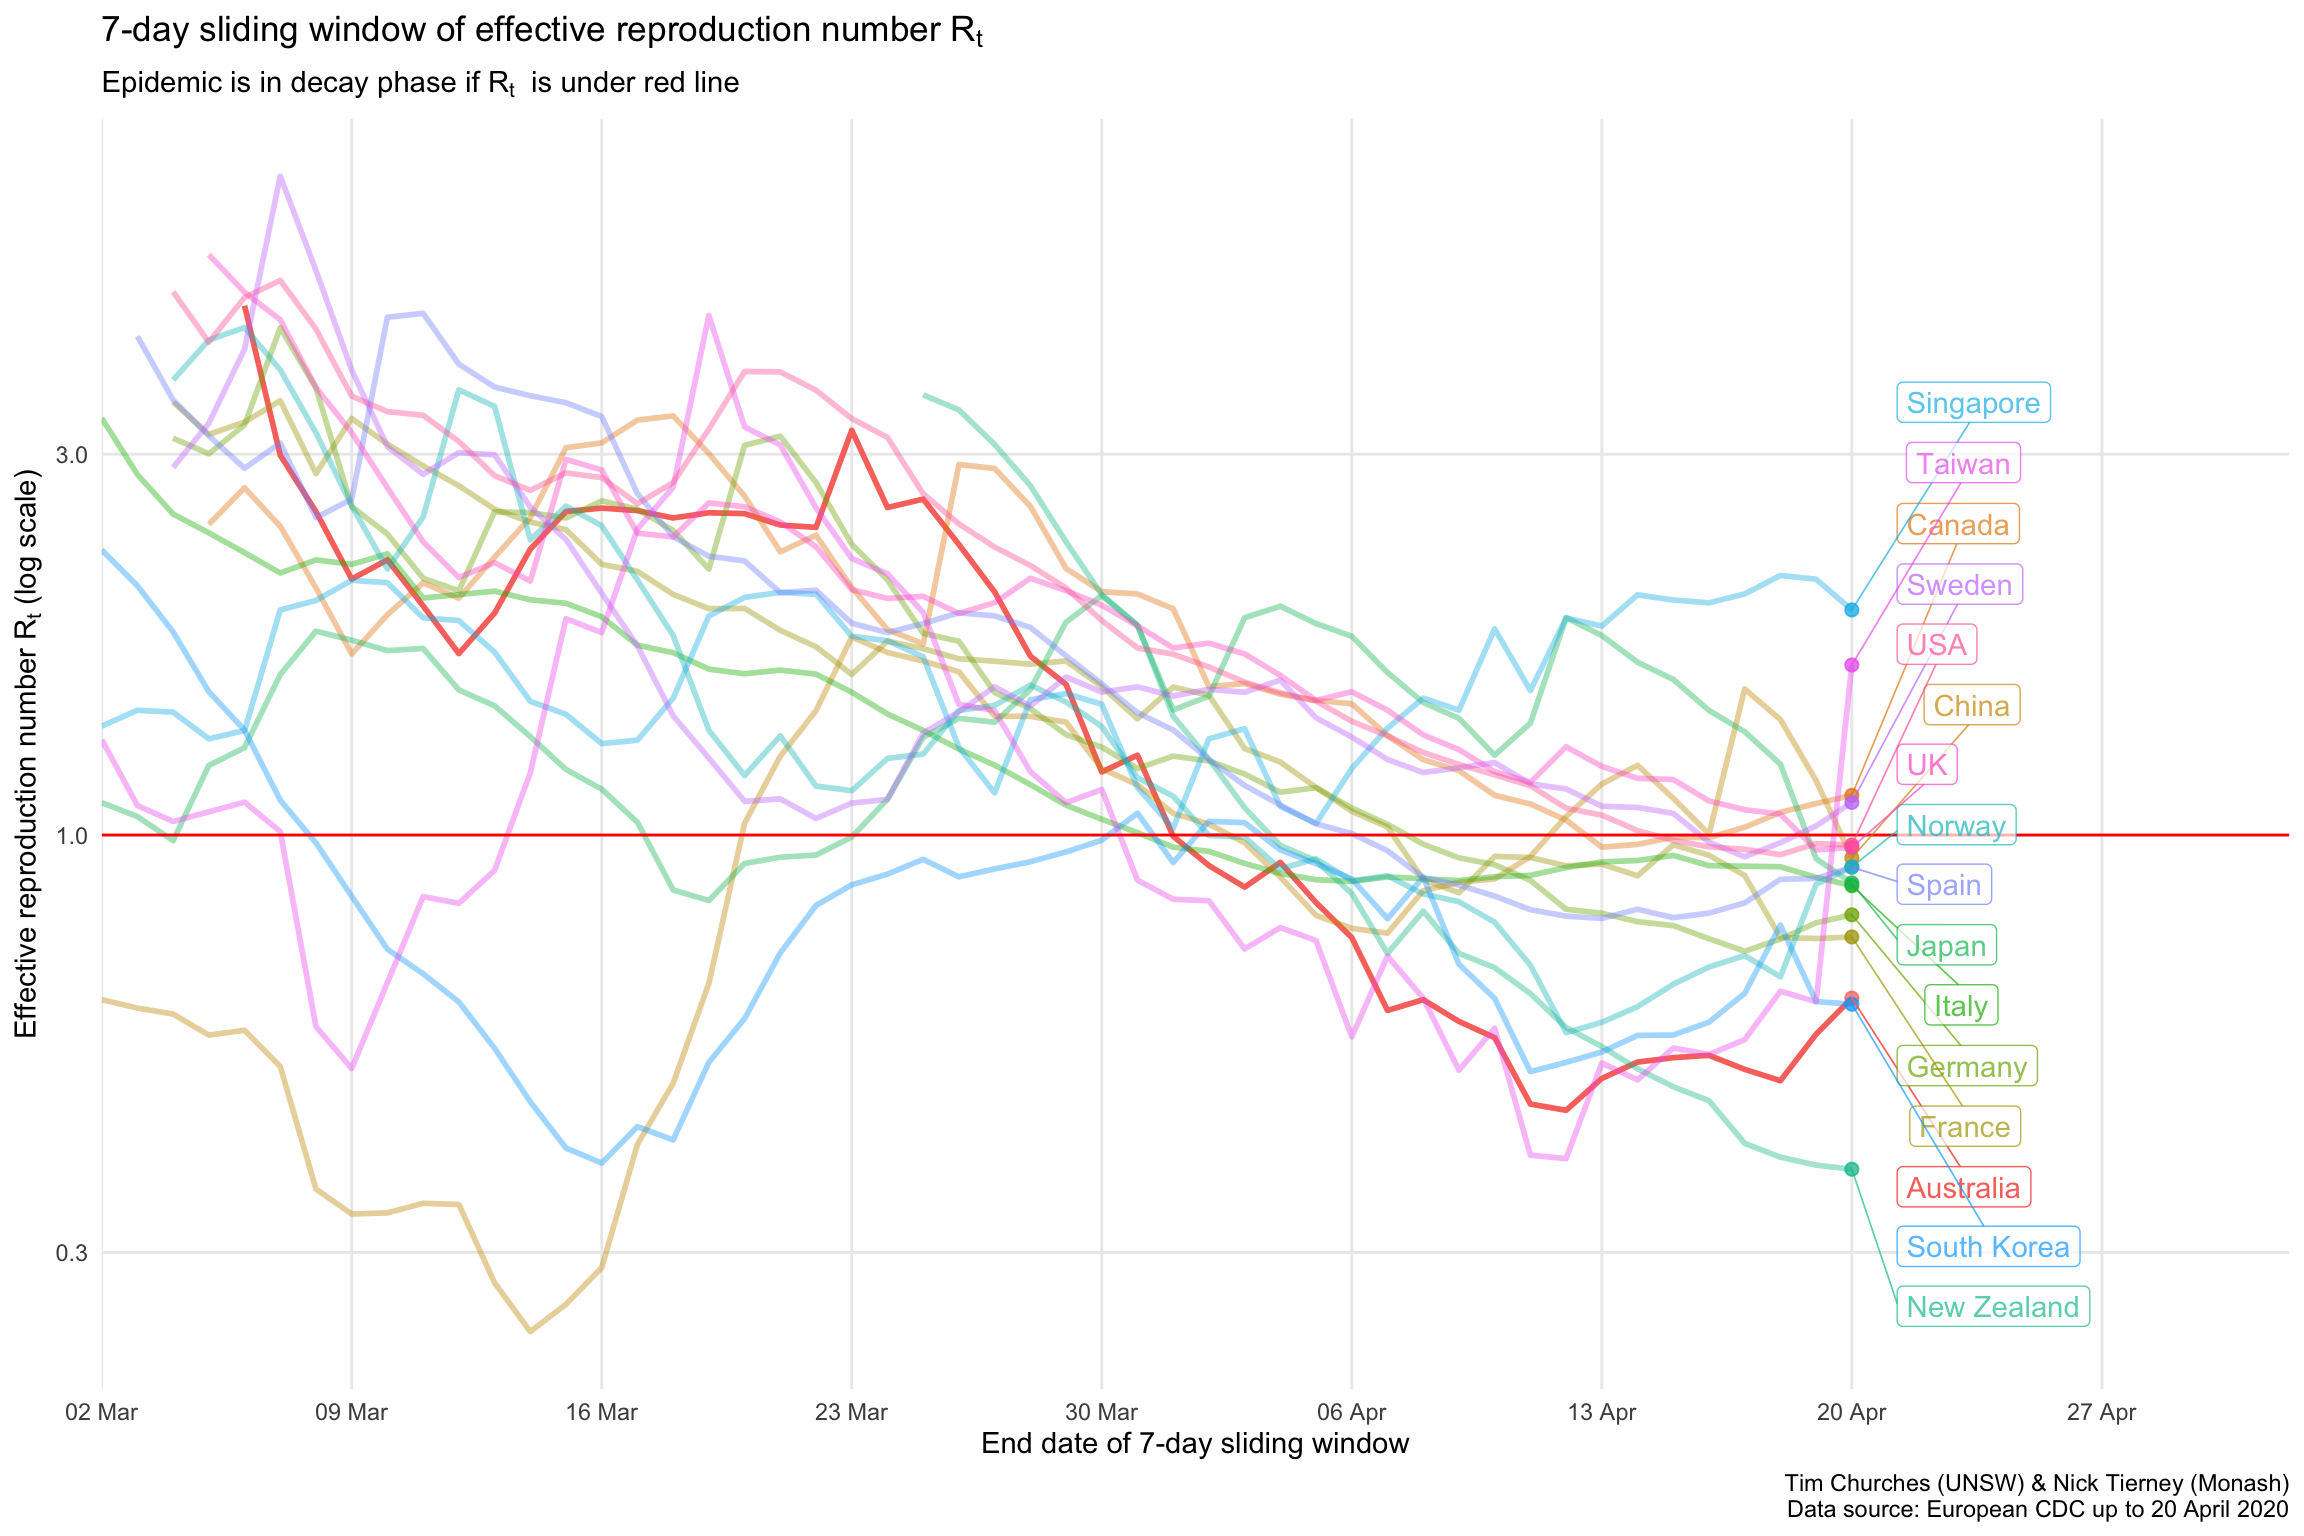 7-day sliding window of effective reproduction number Rt
Epidemic is in decay phase if Rt is under red line
Effective reproduction number Rt (log scale)
3.0
1.0
0.3
Singapore
Taiwan
Canada
Sweden
USA
China
UK
Norway
Spain
Japan
Italy
Germany
France
Australia
South Korea
New Zealand
02 Mar
09 Mar
16 Mar
23 Mar
30 Mar
06 Apr
13 Apr
20 Apr
27 Apr
End date of 7-day sliding window
Tim Churches (UNSW) & Nick Tierney (Monash)
Data source: European CDC up to 20 April 2020